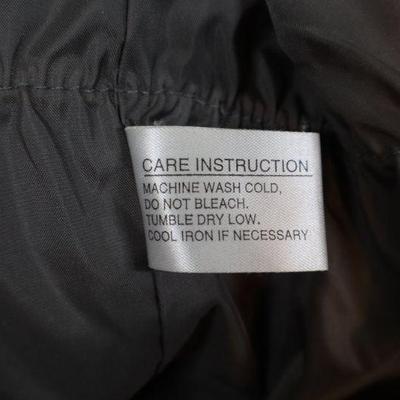 CARE INSTRUCTION
MACHINE WASH COLD,
DO NOT BLEACH.
TUMBLE DRY LOW.
COOL IRON IF NECESSARY